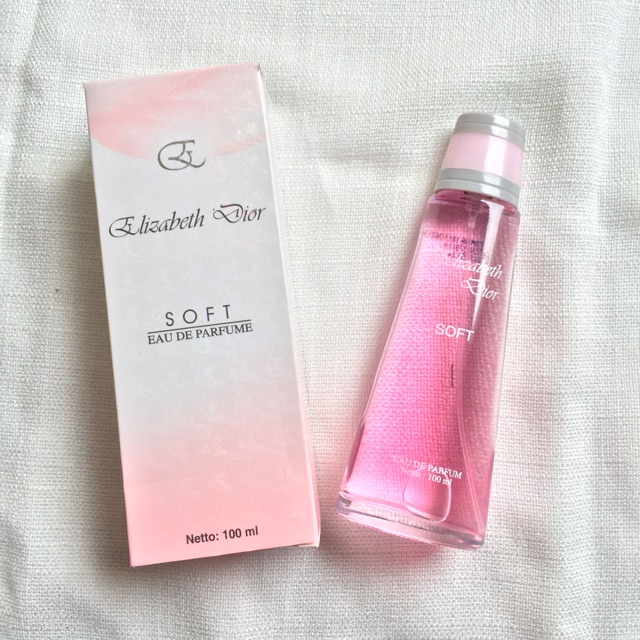 E
Elizabeth Dior
SOFT
EAU DE PARFUME
Netto: 100 ml
Elizabeth
Dior
SOFT
EAU DE PARFUM
Netto : 100 ml